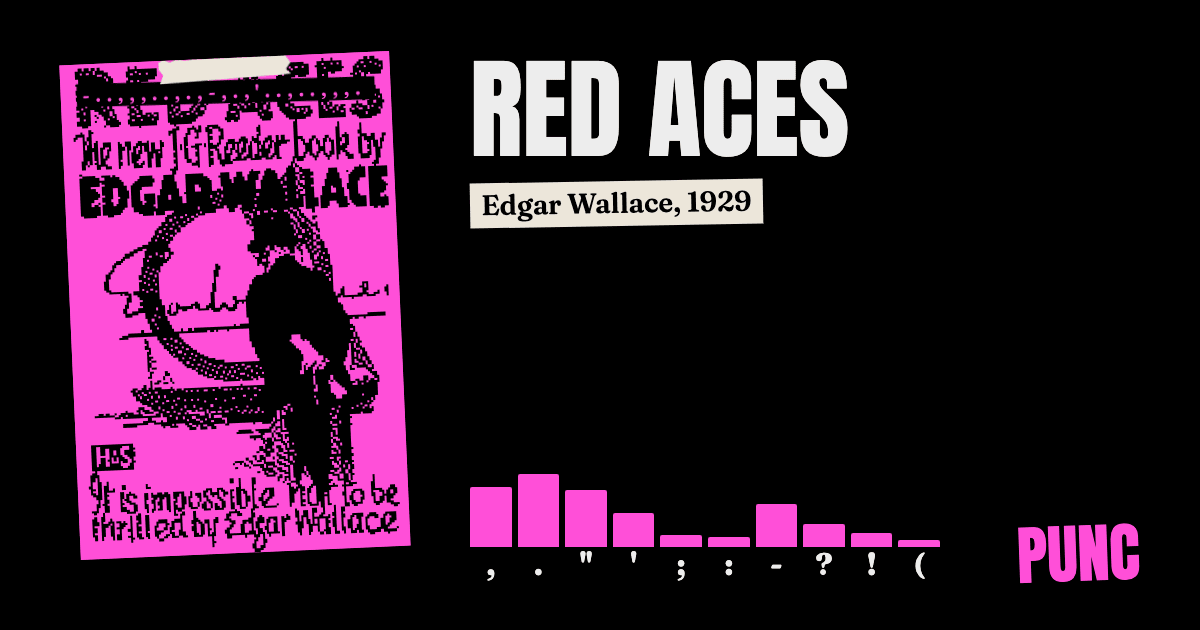 RED ACES
The new J·G·Reeder book by
EDGAR WALLACE
H&S
It is impossible not to be
thrilled by Edgar Wallace
RED ACES
Edgar Wallace, 1929
, . " ' ; : - ? ! (
PUNC